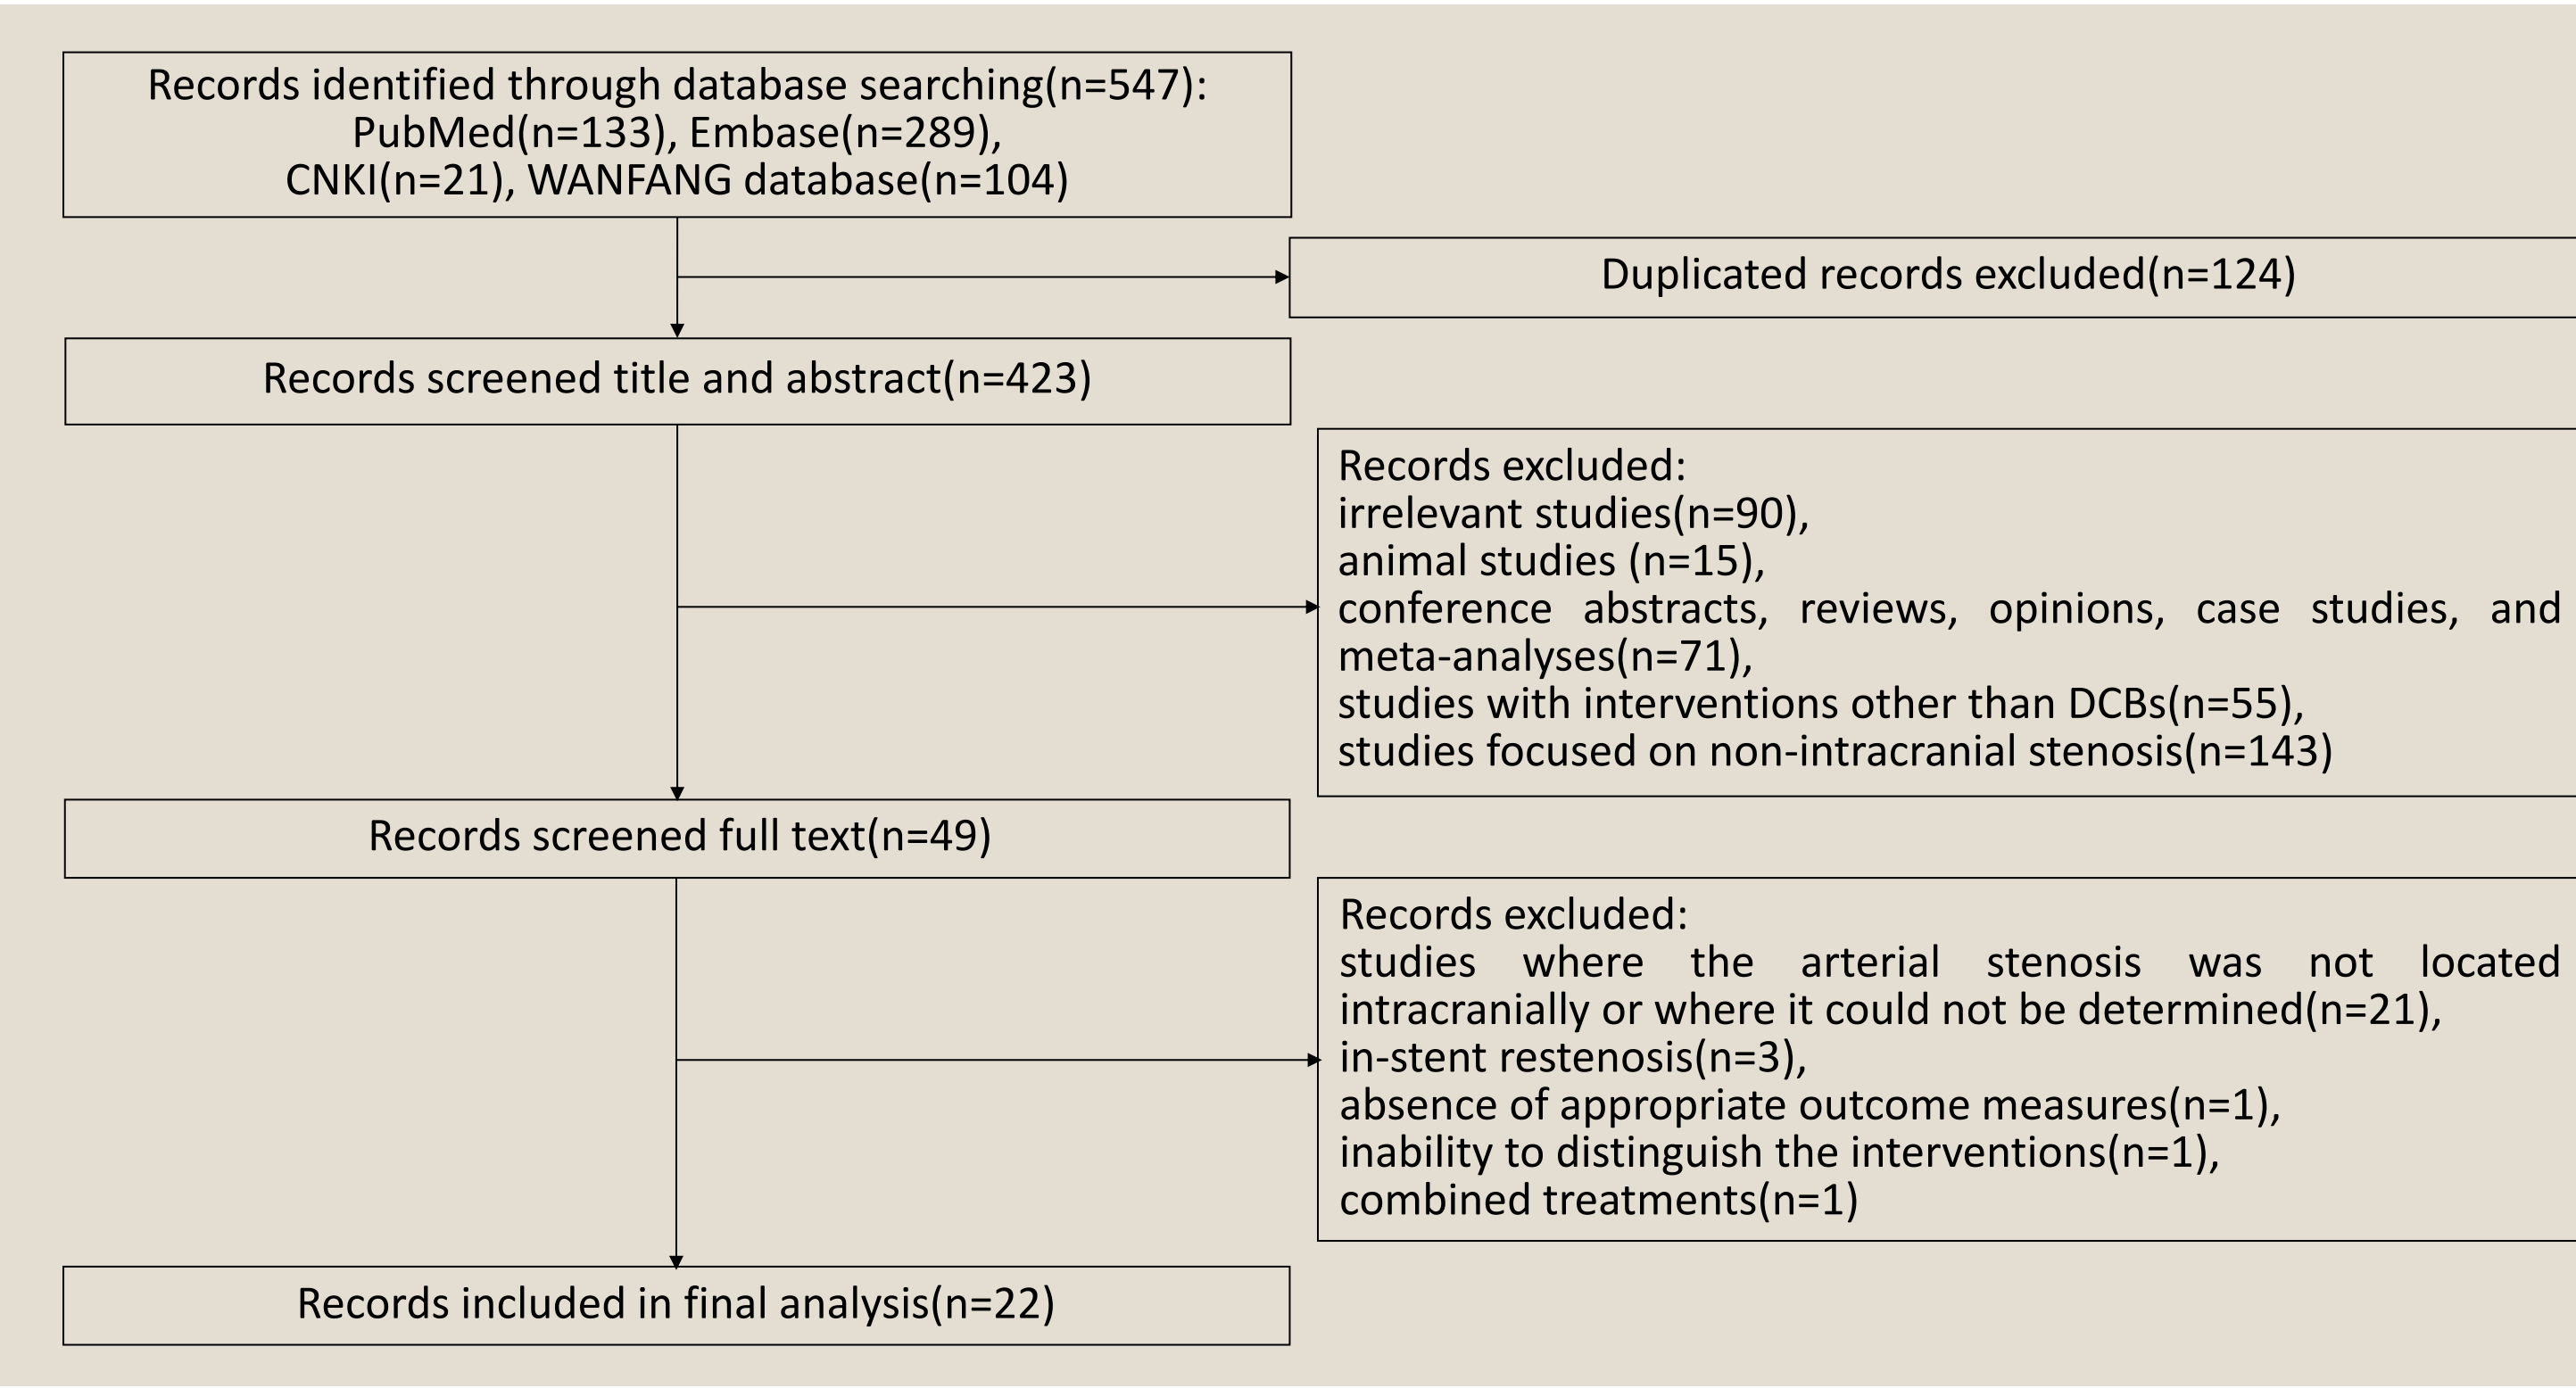 Records identified through database searching(n=547):
PubMed(n=133), Embase(n=289),
CNKI(n=21), WANFANG database(n=104)
Duplicated records excluded(n=124)
Records screened title and abstract(n=423)
Records excluded:
irrelevant studies(n=90),
animal studies (n=15),
conference abstracts, reviews, opinions, case studies, and
meta-analyses(n=71),
studies with interventions other than DCBs(n=55),
studies focused on non-intracranial stenosis(n=143)
Records screened full text(n=49)
Records excluded:
studies where the arterial stenosis was not located
intracranially or where it could not be determined(n=21),
in-stent restenosis(n=3),
absence of appropriate outcome measures(n=1),
inability to distinguish the interventions(n=1),
combined treatments(n=1)
Records included in final analysis(n=22)